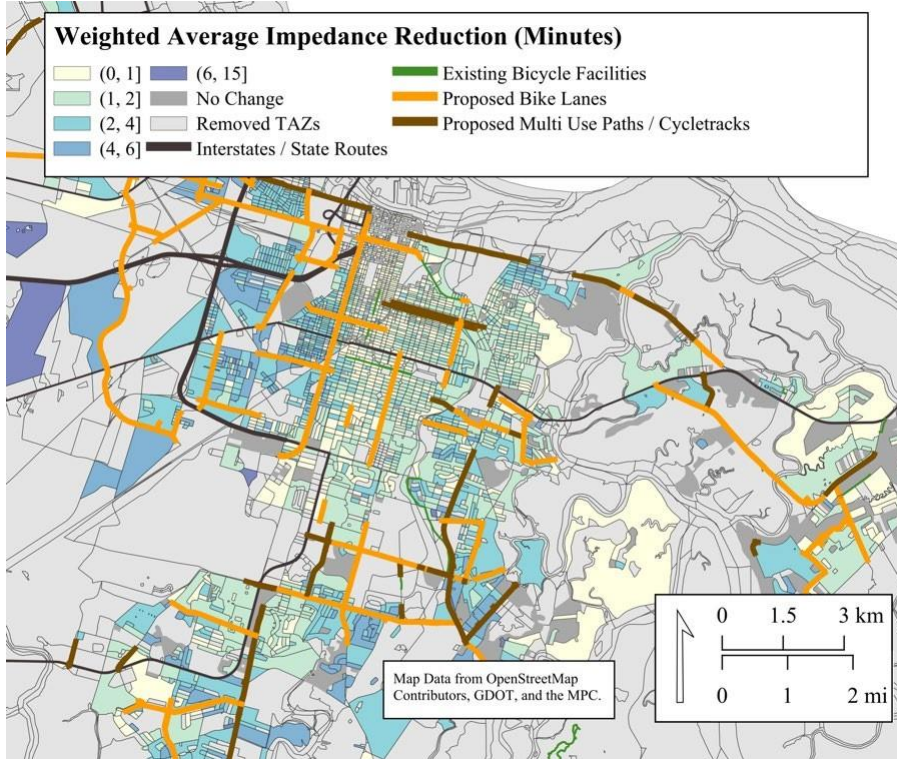 Weighted Average Impedance Reduction (Minutes)
(0, 1] (6, 15] Existing Bicycle Facilities
(1, 2] No Change Proposed Bike Lanes
(2, 4] Removed TAZs Proposed Multi Use Paths / Cycletracks
(4, 6] Interstates / State Routes
0 1.5 3 km
0 1 2 mi
Map Data from OpenStreetMap
Contributors, GDOT, and the MPC.